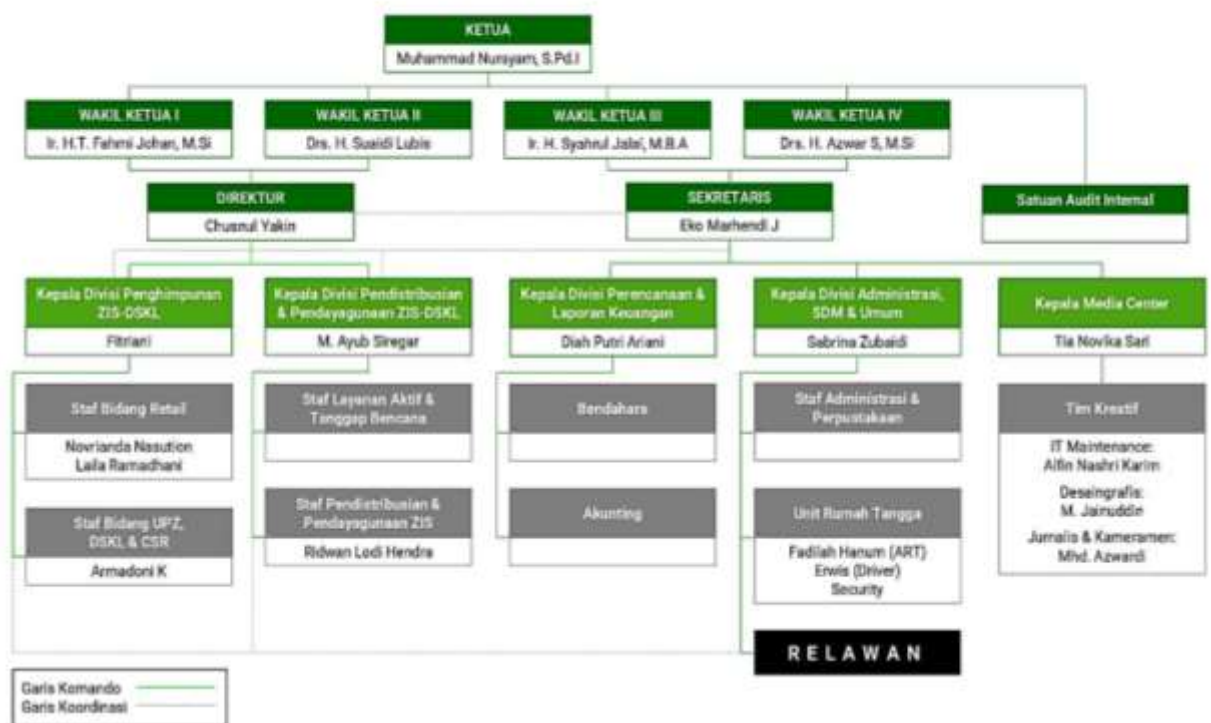 KETUA
Muhammad Nursyam, S.Pd.I
WAKIL KETUA I
Ir. H.T. Fahmi Johan, M.Si
WAKIL KETUA II
Drs. H. Suaidi Lubis
WAKIL KETUA III
Ir. H. Syahrul Jalal, M.B.A
WAKIL KETUA IV
Drs. H. Azwar S, M.Si
DIREKTUR
Chusnul Yakin
SEKRETARIS
Eko Marhendi J
Satuan Audit Internal
Kepala Divisi Penghimpunan
ZIS-DSKL
Fitriani
Kepala Divisi Pendistribusian
& Pendayagunaan ZIS-DSKL
M. Ayub Siregar
Kepala Divisi Perencanaan &
Laporan Keuangan
Diah Putri Ariani
Kepala Divisi Administrasi,
SDM & Umum
Sabrina Zubaidi
Kepala Media Center
Tia Novika Sari
Staf Bidang Retail
Novrianda Nasution
Laila Ramadhani
Staf Layanan Aktif &
Tanggap Bencana
Bendahara
Staf Administrasi &
Perpustakaan
Tim Kreatif
IT Maintenance:
Alfin Nashri Karim
Desaingrafis:
M. Jainuddin
Jurnalis & Kameramen:
Mhd. Azwardi
Staf Bidang UPZ,
DSKL & CSR
Armadoni K
Staf Pendistribusian &
Pendayagunaan ZIS
Ridwan Lodi Hendra
Akunting
Unit Rumah Tangga
Fadilah Hanum (ART)
Erwis (Driver)
Security
RELAWAN
Garis Komando
Garis Koordinasi